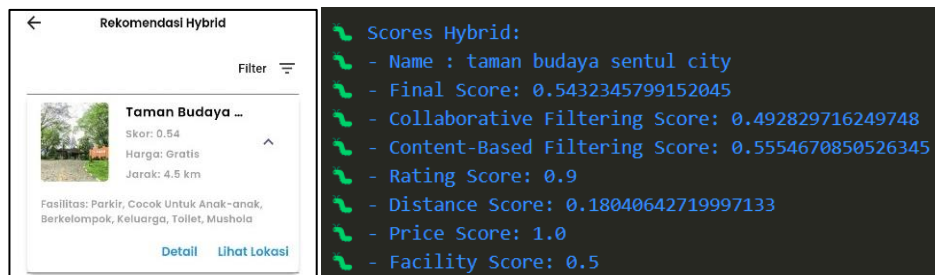 Rekomendasi Hybrid
Filter
Taman Budaya ...
Skor: 0.54
Harga: Gratis
Jarak: 4.5 km
Fasilitas: Parkir, Cocok Untuk Anak-anak,
Berkelompok, Keluarga, Toilet, Mushola
Detail Lihat Lokasi
Scores Hybrid:
- Name : taman budaya sentul city
- Final Score: 0.5432345799152045
- Collaborative Filtering Score: 0.492829716249748
- Content-Based Filtering Score: 0.5554670850526345
- Rating Score: 0.9
- Distance Score: 0.18040642719997133
- Price Score: 1.0
- Facility Score: 0.5